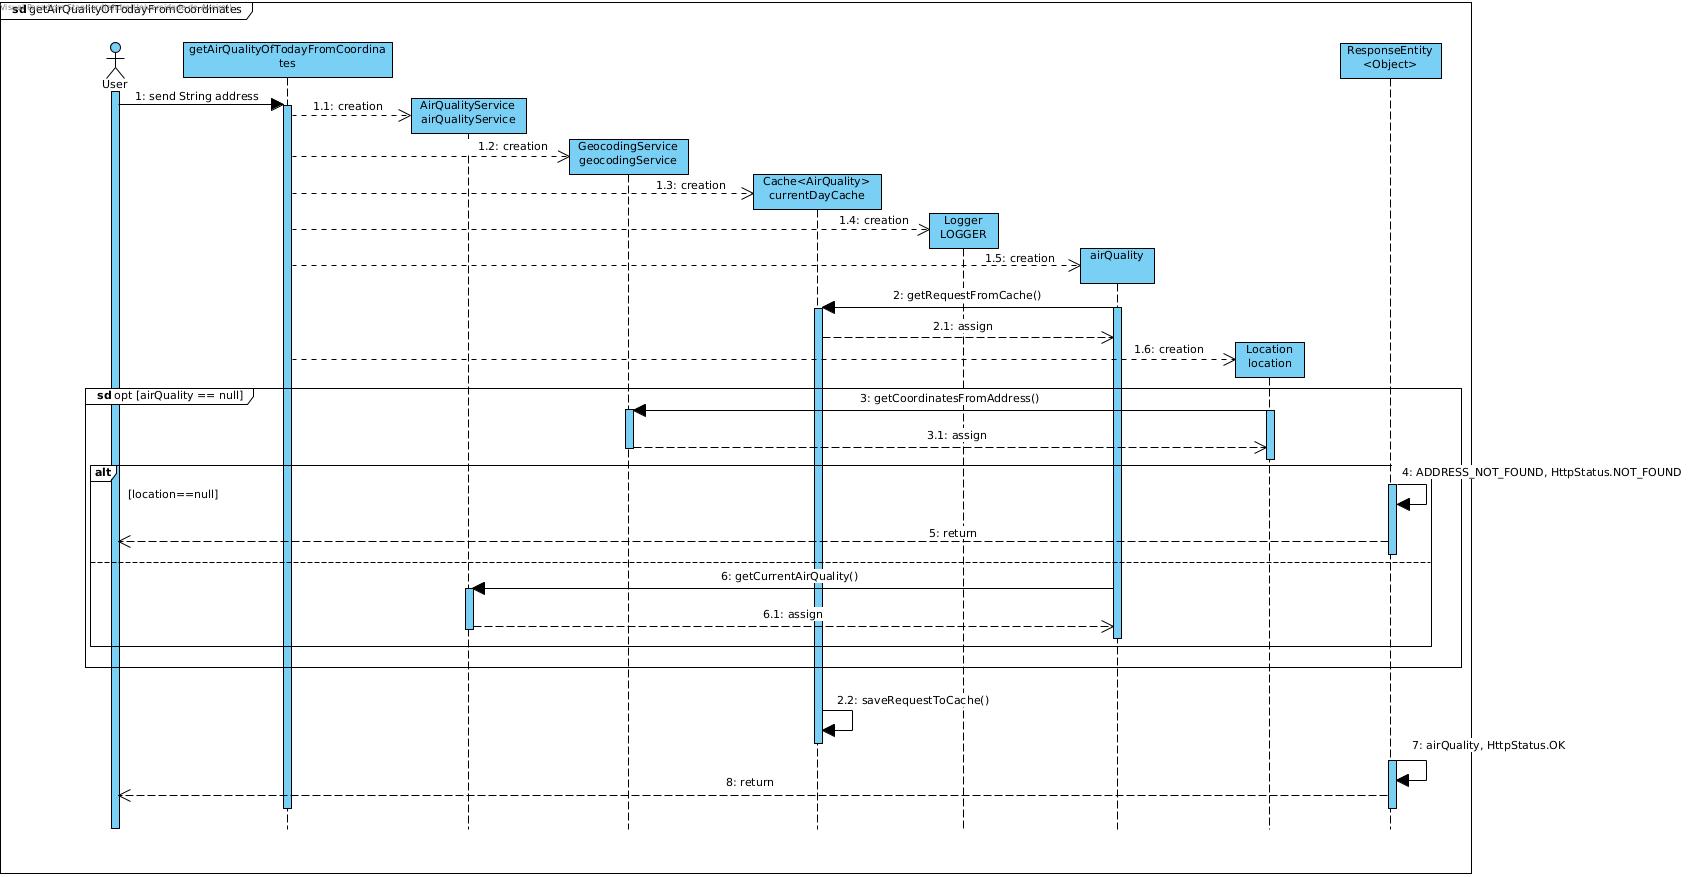 sd getAirQualityOfTodayFromCoordinates
User
getAirQualityOfTodayFromCoordina
tes
ResponseEntity
<Object>
1: send String address
1.1: creation
AirQualityService
airQualityService
1.2: creation
GeocodingService
geocodingService
1.3: creation
Cache<AirQuality>
currentDayCache
1.4: creation
Logger
LOGGER
1.5: creation
airQuality
2: getRequestFromCache()
2.1: assign
1.6: creation
Location
location
sd opt [airQuality == null]
3: getCoordinatesFromAddress()
3.1: assign
alt
4: ADDRESS_NOT_FOUND, HttpStatus.NOT_FOUND
[location==null]
5: return
6: getCurrentAirQuality()
6.1: assign
2.2: saveRequestToCache()
7: airQuality, HttpStatus.OK
8: return